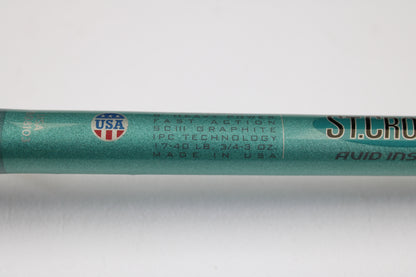 USA
FAST ACTION
SCIII GRAPHITE
IPC TECHNOLOGY
17-40 LB. 3/4-3 OZ.
MADE IN USA
ST.CRO
AVID INS